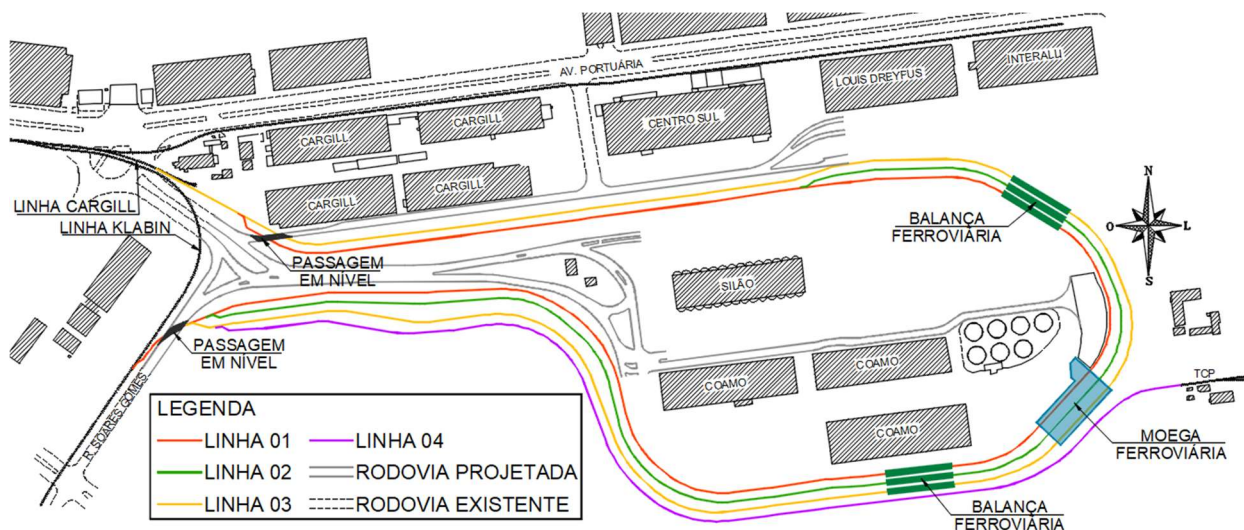 INTERALLI
AV. PORTUÁRIA
LOUIS DREYFUS
CENTRO SUL
CARGILL
CARGILL
CARGILL
CARGILL
N
O
L
S
LINHA CARGILL
LINHA KLABIN
BALANÇA
FERROVIÁRIA
PASSAGEM
EM NÍVEL
SILÃO
PASSAGEM
EM NÍVEL
COAMO
COAMO
TCP
R. SOARES GOMES
COAMO
MOEGA
FERROVIÁRIA
BALANÇA
FERROVIÁRIA
LEGENDA
LINHA 01
LINHA 04
LINHA 02
RODOVIA PROJETADA
LINHA 03
RODOVIA EXISTENTE